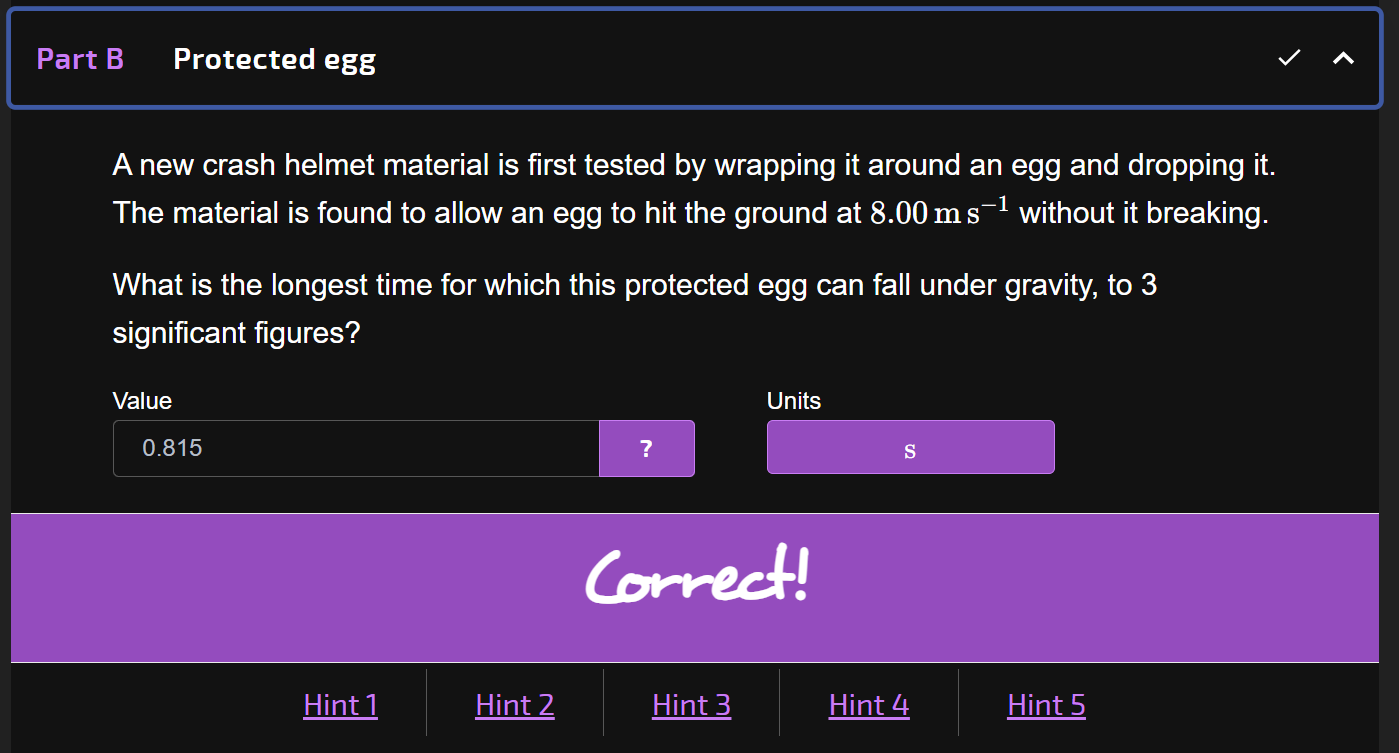 Part B Protected egg
A new crash helmet material is first tested by wrapping it around an egg and dropping it.
The material is found to allow an egg to hit the ground at 8.00 m s⁻¹ without it breaking.
What is the longest time for which this protected egg can fall under gravity, to 3
significant figures?
Value Units
0.815 ? s
Correct!
Hint 1 Hint 2 Hint 3 Hint 4 Hint 5